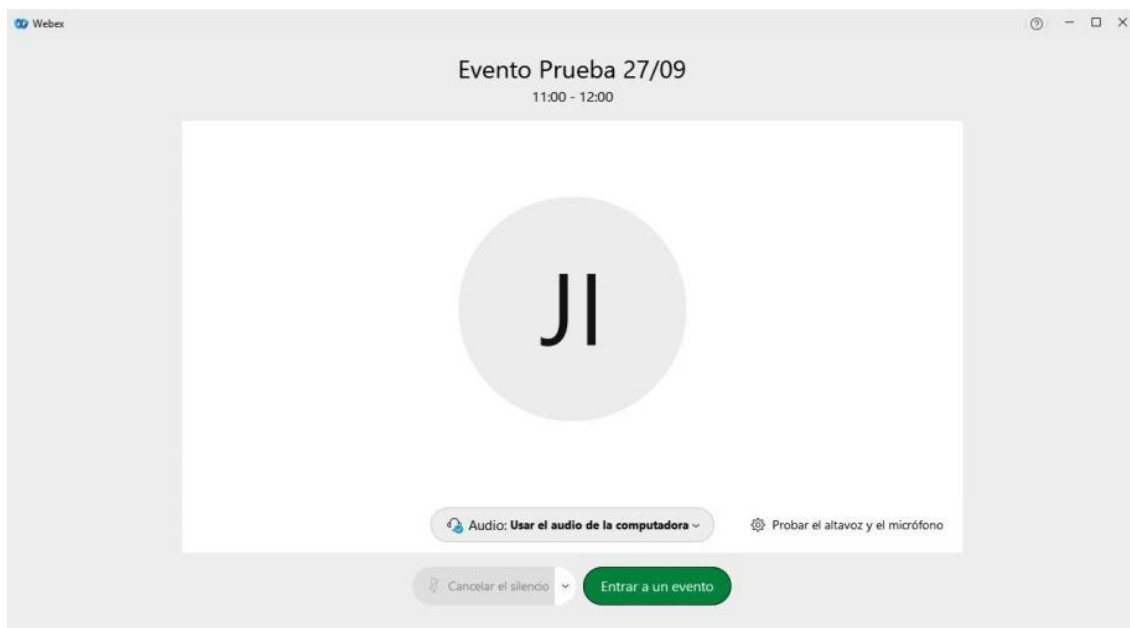 Webex
Evento Prueba 27/09
11:00 - 12:00
JI
Audio: Usar el audio de la computadora
Probar el altavoz y el micrófono
Cancelar el silencio
Entrar a un evento